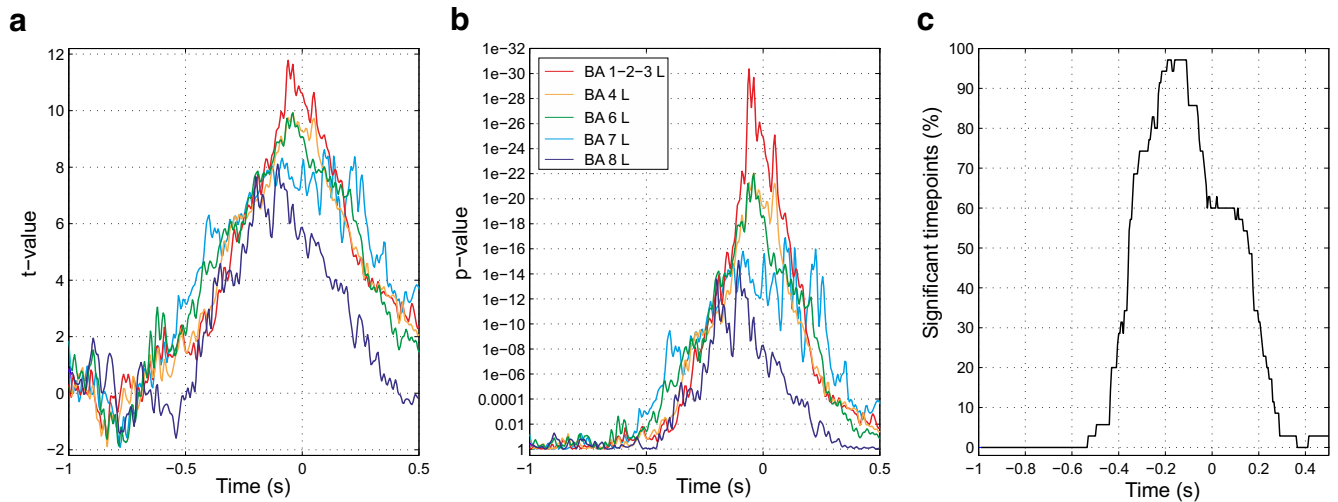 a
b
c
12
10
8
6
4
2
0
−2
t−value
−1
−0.5
0
0.5
Time (s)
1e−32
1e−30
1e−28
1e−26
1e−24
1e−22
1e−20
1e−18
1e−16
1e−14
1e−12
1e−10
1e−08
1e−06
0.0001
0.01
1
p−value
BA 1−2−3 L
BA 4 L
BA 6 L
BA 7 L
BA 8 L
−1
−0.5
0
0.5
Time (s)
100
90
80
70
60
50
40
30
20
10
0
Significant timepoints (%)
−1
−0.8
−0.6
−0.4
−0.2
0
0.2
0.4
Time (s)